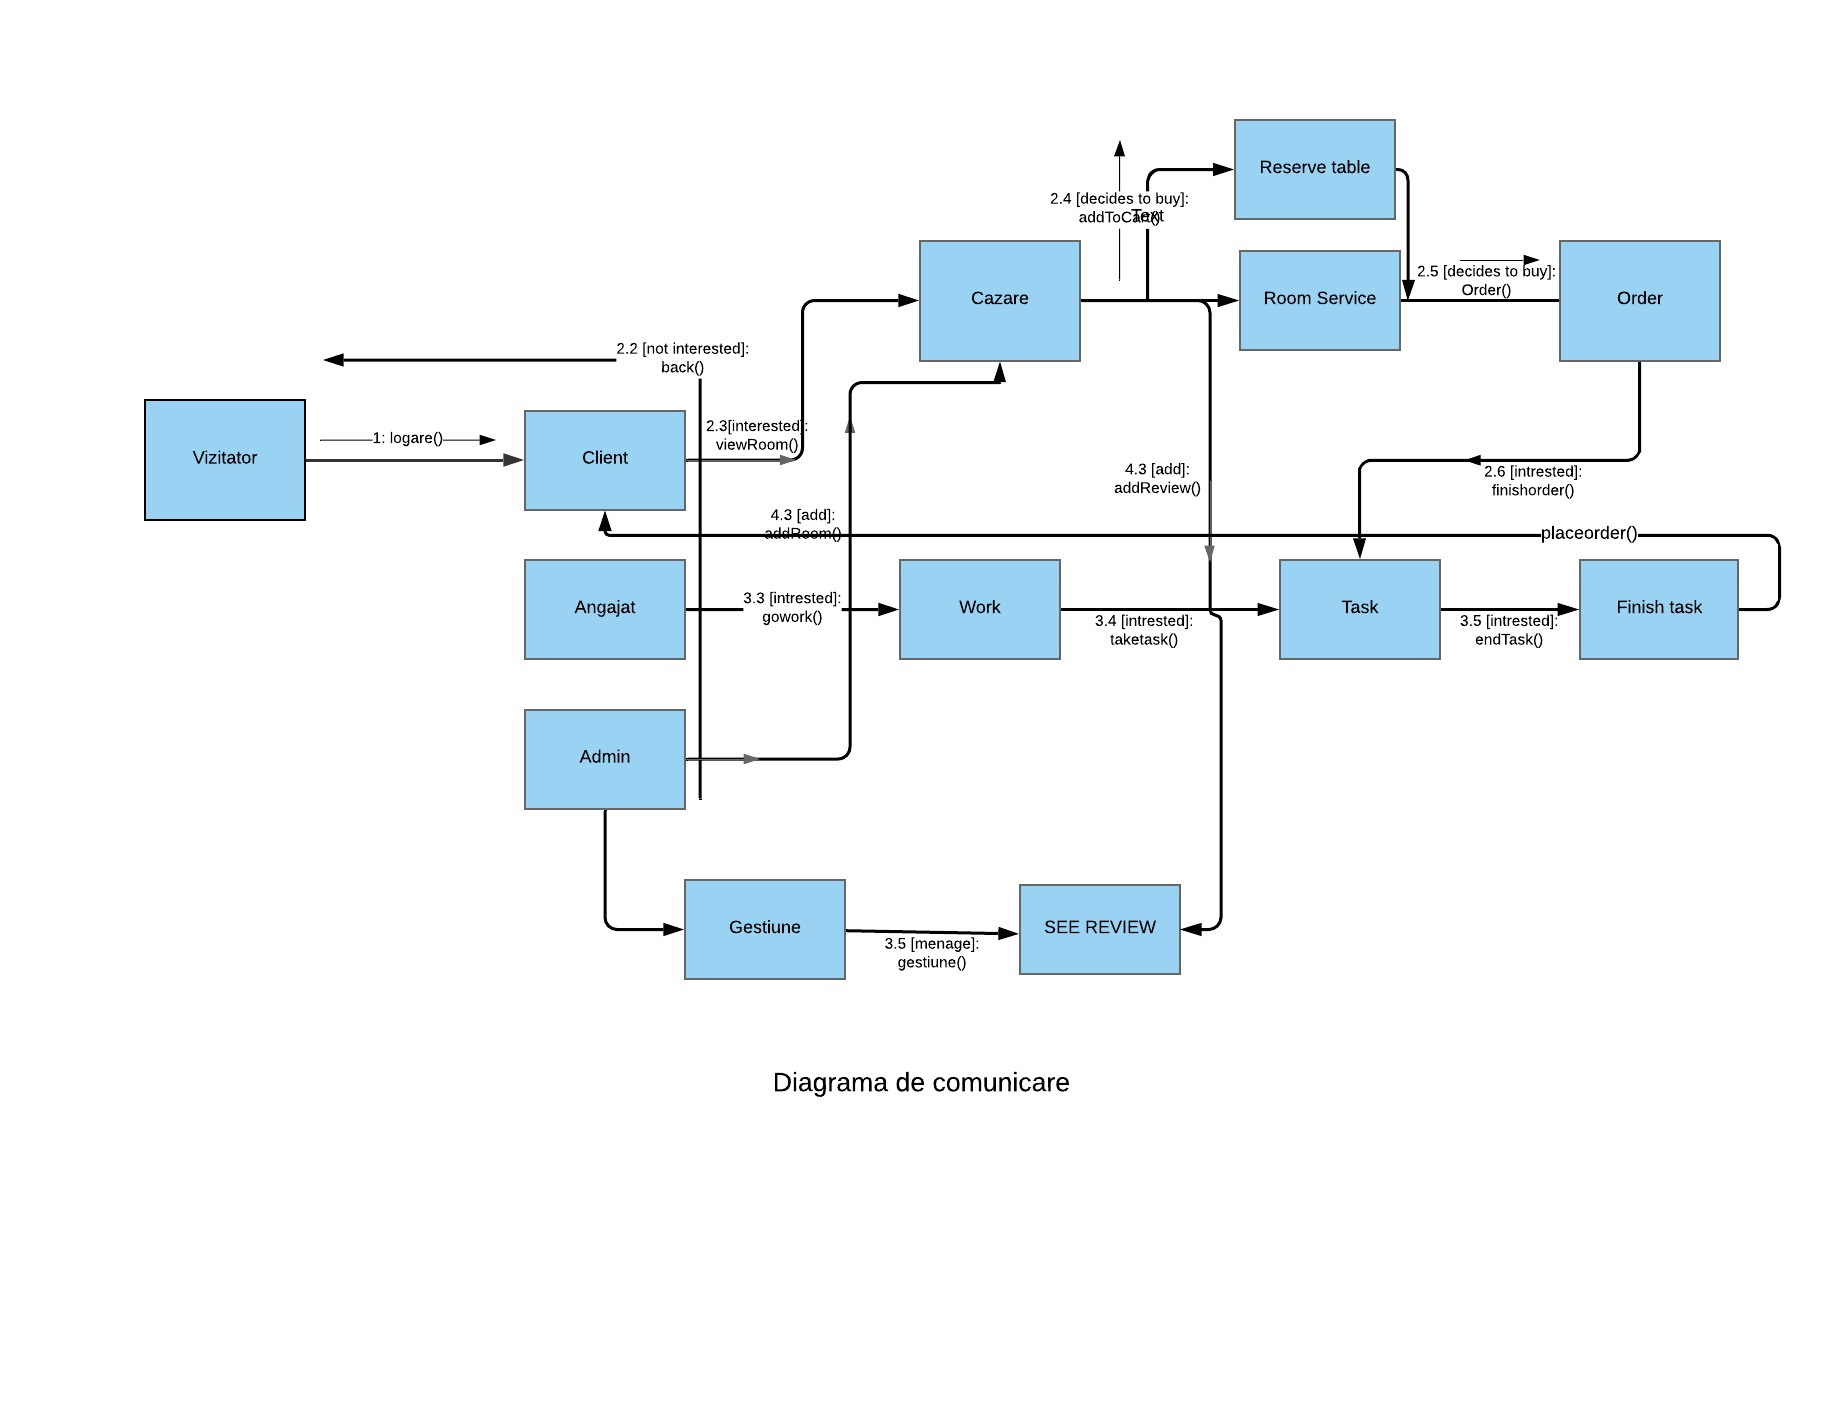 Reserve table
2.4 [decides to buy]:
addToCart()
Text
2.5 [decides to buy]:
Order()
Cazare
Room Service
Order
2.2 [not interested]:
back()
1: logare()
2.3[interested]:
viewRoom()
Vizitator
Client
4.3 [add]:
addReview()
2.6 [intrested]:
finishorder()
4.3 [add]:
addRoom()
placeorder()
Angajat
3.3 [intrested]:
gowork()
Work
3.4 [intrested]:
taketask()
Task
3.5 [intrested]:
endTask()
Finish task
Admin
Gestiune
3.5 [menage]:
gestiune()
SEE REVIEW
Diagrama de comunicare